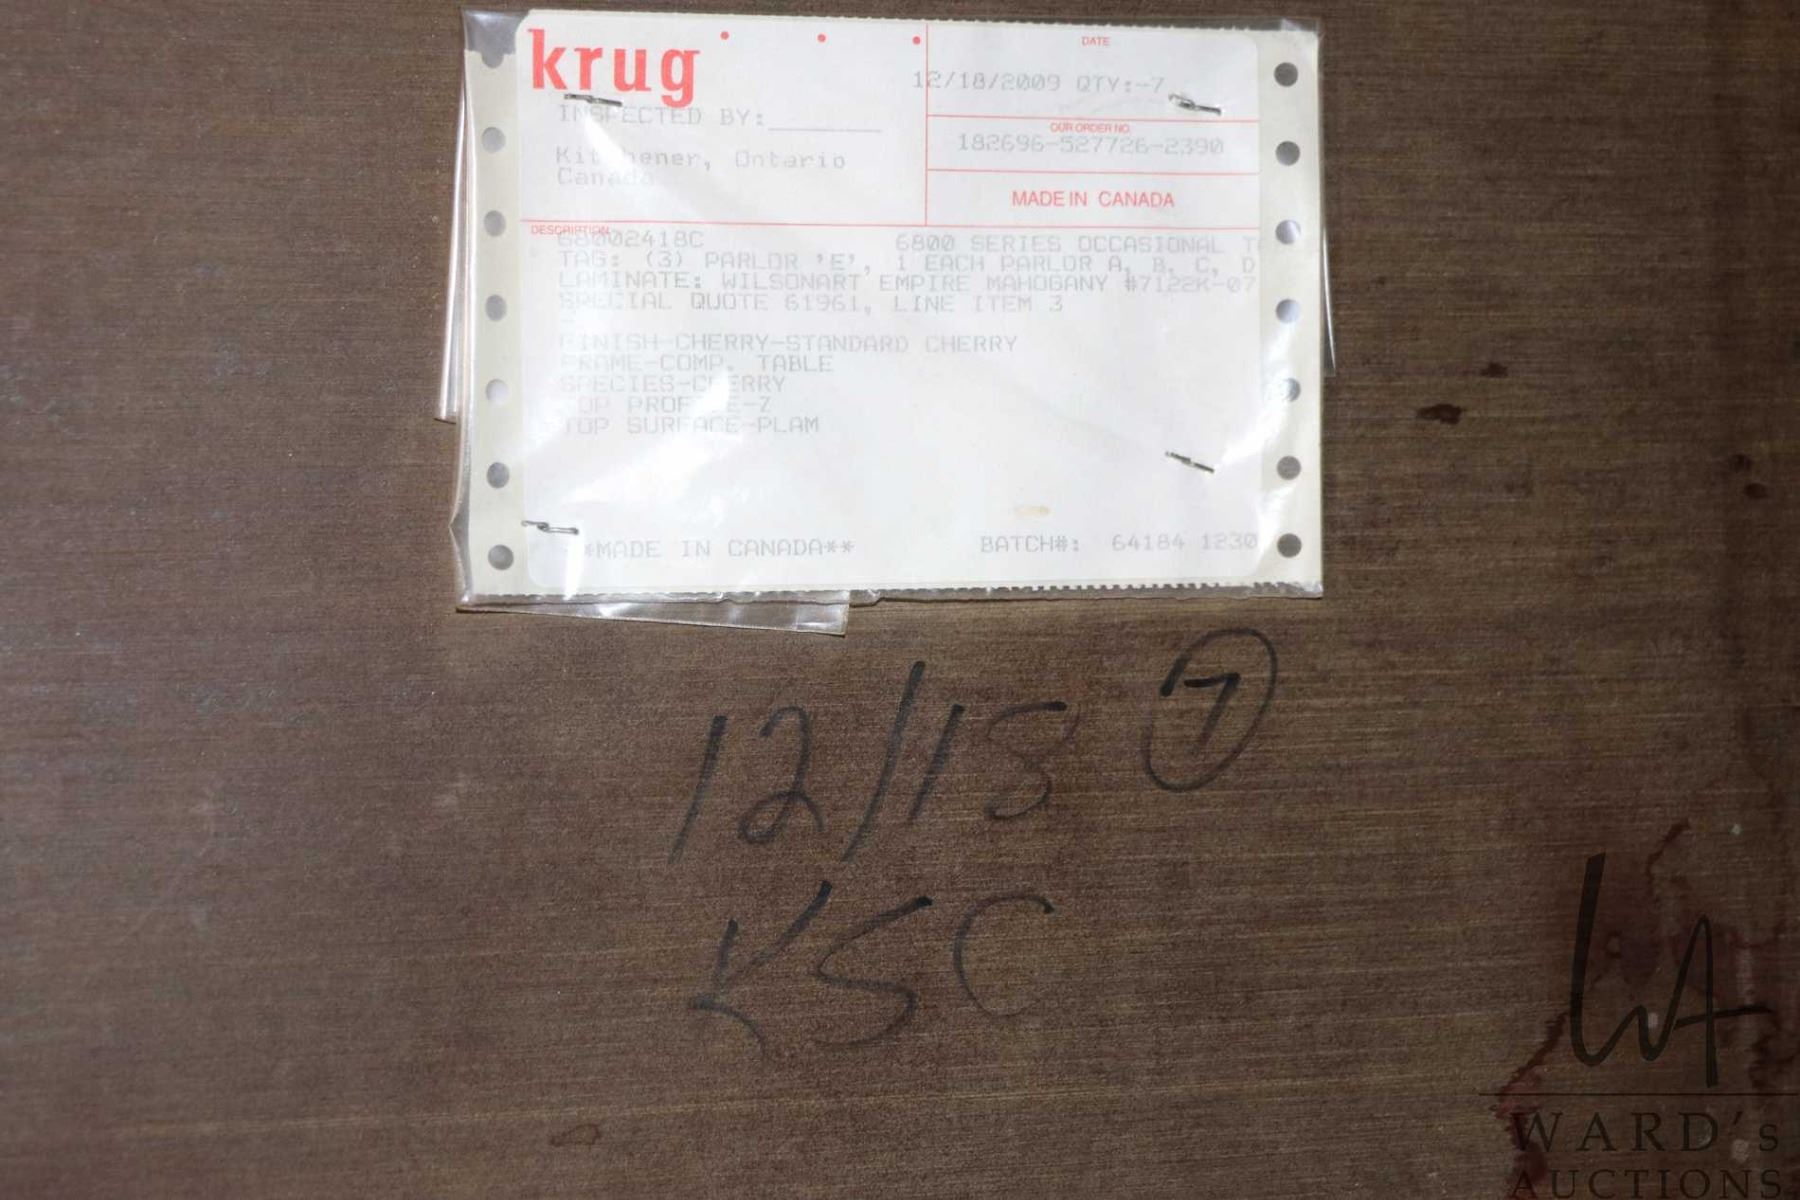 krug
DATE
12/18/2009 QTY:-7
INSPECTED BY:
OUR ORDER NO.
182696-527726-2390
Kitchener, Ontario
Canada
MADE IN CANADA
DESCRIPTION
68002418C 6800 SERIES OCCASIONAL
TAG: (3) PARLOR 'E', 1 EACH PARLOR A, B, C, D
LAMINATE: WILSONART EMPIRE MAHOGANY #7122K-07
SPECIAL QUOTE 61961, LINE ITEM 3
FINISH-CHERRY-STANDARD CHERRY
FRAME-COMP. TABLE
SPECIES-CHERRY
TOP PROFILE-Z
TOP SURFACE-PLAM
*MADE IN CANADA** BATCH#: 64184 1230
12/18 7
KSC
WA
WARD's
AUCTIONS